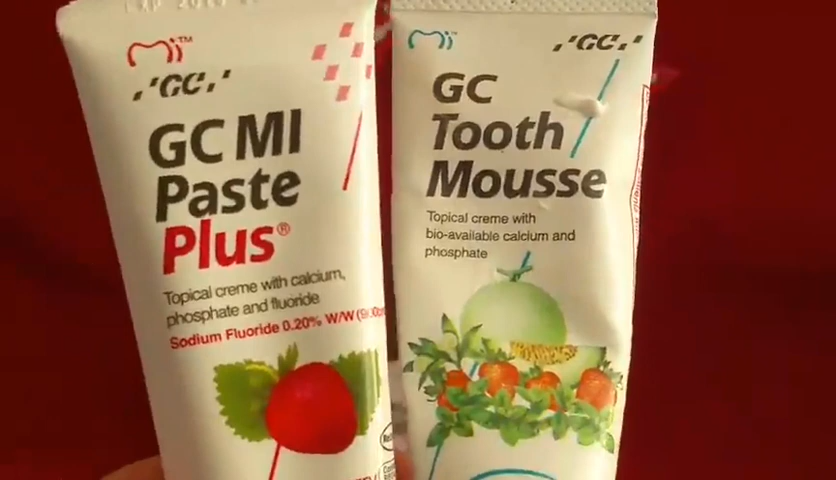 Mi™
GC
GC MI
Paste
Plus®
Topical creme with calcium,
phosphate and fluoride
Sodium Fluoride 0.20% W/W
Mi™
GC
GC
Tooth
Mousse
Topical creme with
bio-available calcium and
phosphate